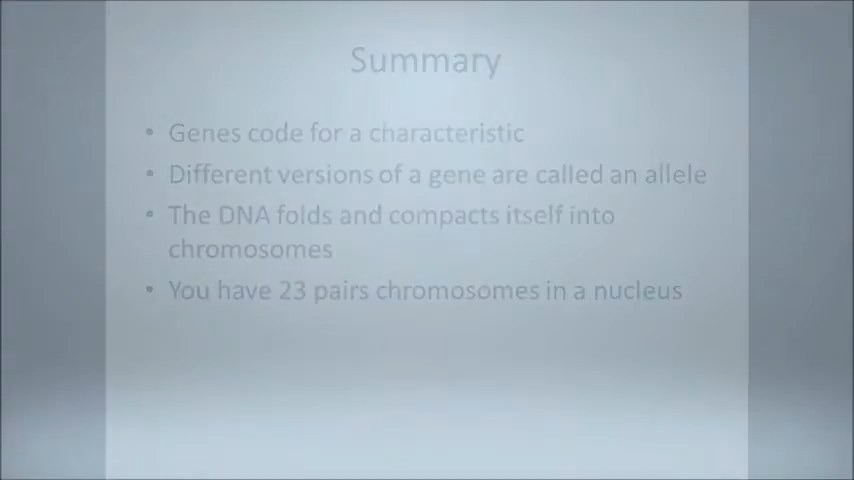 Summary
• Genes code for a characteristic
• Different versions of a gene are called an allele
• The DNA folds and compacts itself into
chromosomes
• You have 23 pairs chromosomes in a nucleus